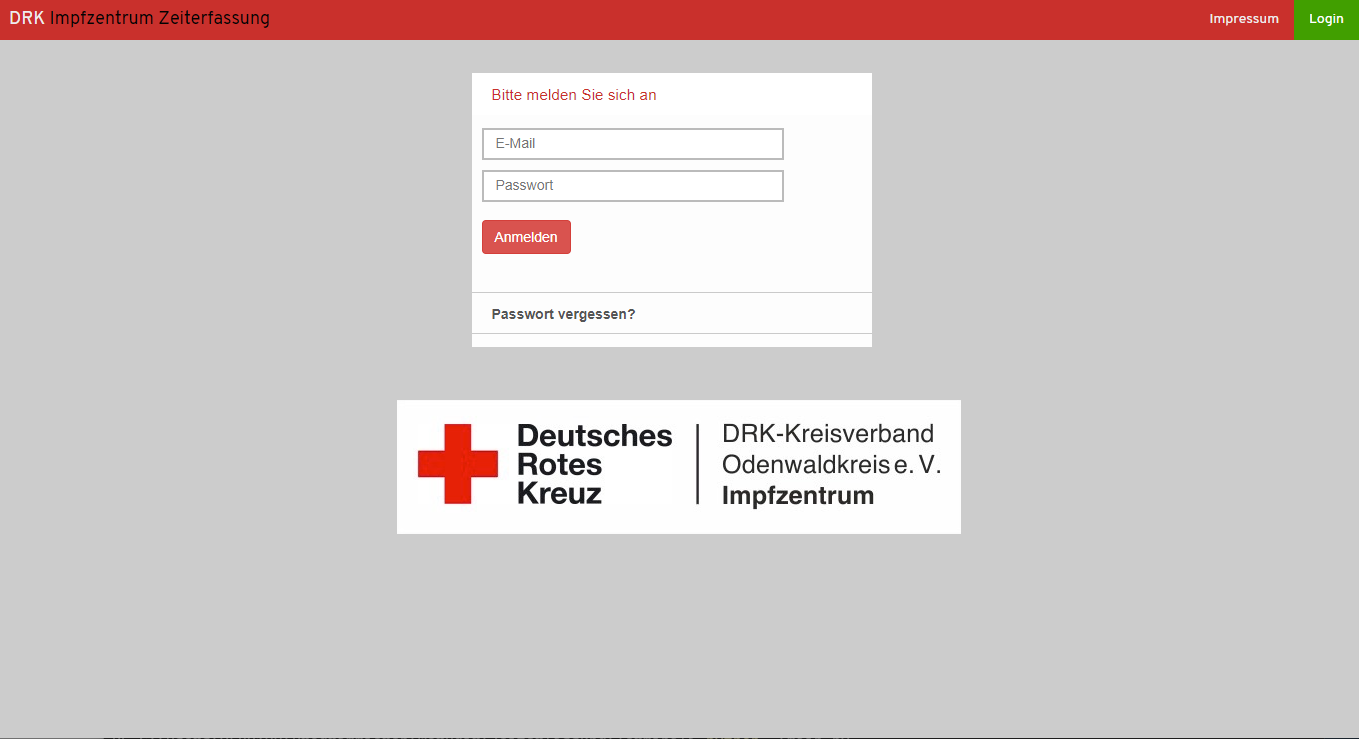 DRK Impfzentrum Zeiterfassung
Impressum
Login
Bitte melden Sie sich an
E-Mail
Passwort
Anmelden
Passwort vergessen?
Deutsches
Rotes
Kreuz
DRK-Kreisverband
Odenwaldkreis e. V.
Impfzentrum